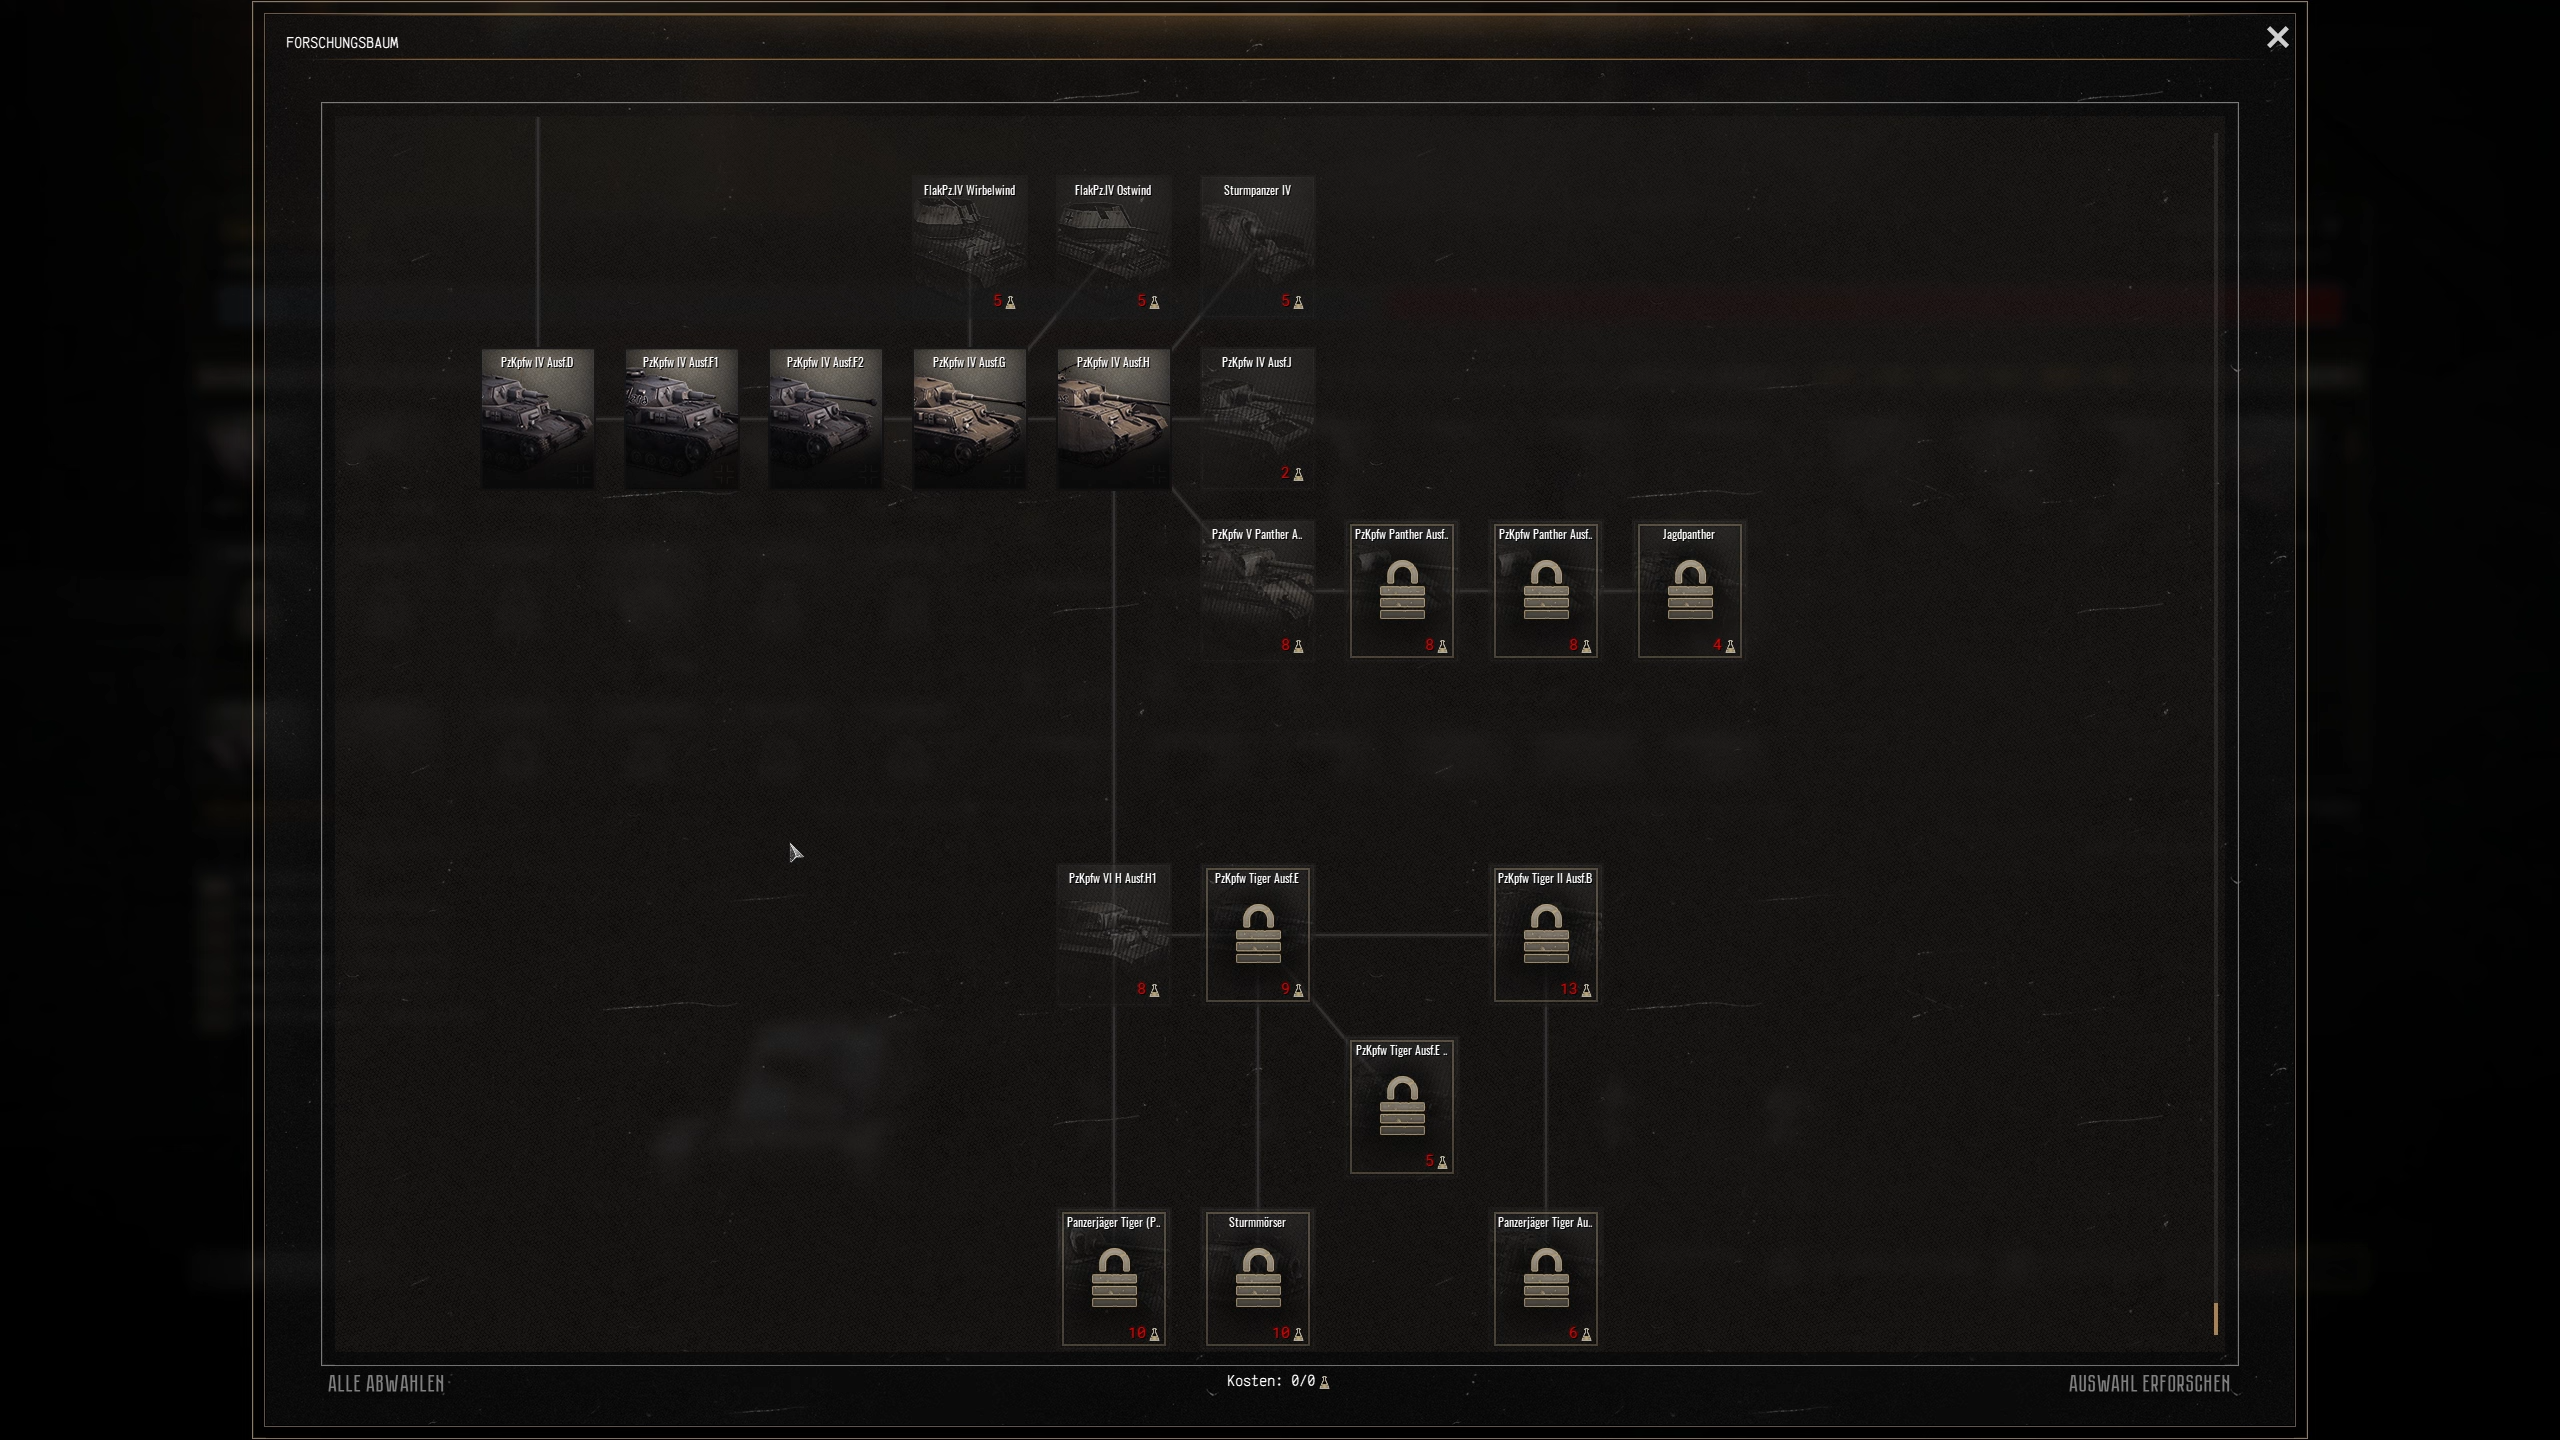 FORSCHUNGSBAUM
FlakPz.IV Wirbelwind
FlakPz.IV Ostwind
Sturmpanzer IV
5
5
5
PzKpfw IV Ausf.D
PzKpfw IV Ausf.F1
PzKpfw IV Ausf.F2
PzKpfw IV Ausf.G
PzKpfw IV Ausf.H
PzKpfw IV Ausf.J
2
PzKpfw V Panther A..
PzKpfw Panther Ausf..
PzKpfw Panther Ausf..
Jagdpanther
8
8
8
4
PzKpfw VI H Ausf.H1
PzKpfw Tiger Ausf.E
PzKpfw Tiger II Ausf.B
8
9
13
PzKpfw Tiger Ausf.E ..
5
Panzerjäger Tiger (P..
Sturmmörser
Panzerjäger Tiger Au..
10
10
6
ALLE ABWAHLEN
Kosten: 0/0
AUSWAHL ERFORSCHEN